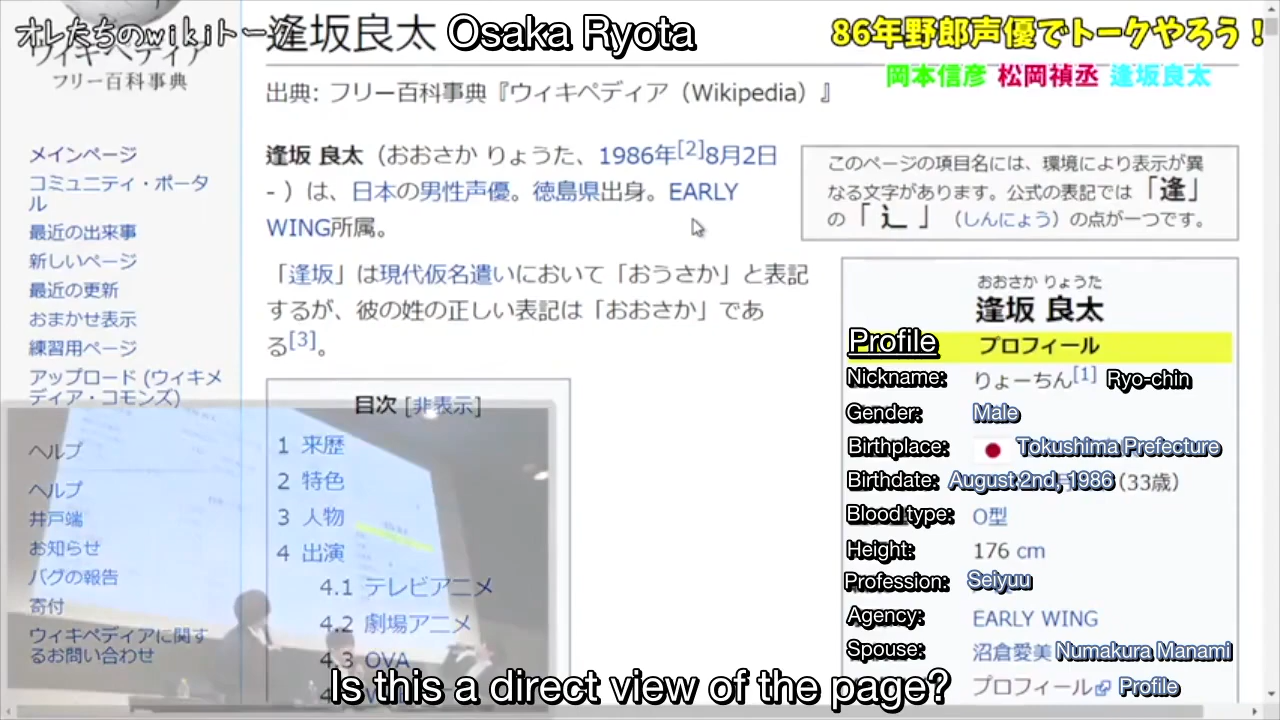 オレたちのwikiトーク
逢坂良太 Osaka Ryota
86年野郎声優でトークやろう！
岡本信彦 松岡禎丞 逢坂良太
ウィキペディア
フリー百科事典
出典: フリー百科事典『ウィキペディア（Wikipedia）』
メインページ
コミュニティ・ポータ
ル
最近の出来事
新しいページ
最近の更新
おまかせ表示
練習用ページ
アップロード (ウィキメ
ディア・コモンズ)
ヘルプ
ヘルプ
井戸端
お知らせ
バグの報告
寄付
ウィキペディアに関す
るお問い合わせ
逢坂 良太（おおさか りょうた、1986年[2]8月2日
- ）は、日本の男性声優。徳島県出身。EARLY
WING所属。
「逢坂」は現代仮名遣いにおいて「おうさか」と表記
するが、彼の姓の正しい表記は「おおさか」であ
る[3]。
目次 [非表示]
1 来歴
2 特色
3 人物
4 出演
4.1 テレビアニメ
4.2 劇場アニメ
4.3 OVA
このページの項目名には、環境により表示が異
なる文字があります。公式の表記では「逢」
の「辶」（しんにょう）の点が一つです。
おおさか りょうた
逢坂 良太
Profile プロフィール
Nickname: りょーちん[1] Ryo-chin
Gender: Male
Birthplace: Tokushima Prefecture
Birthdate: August 2nd, 1986 (33歳)
Blood type: O型
Height: 176 cm
Profession: Seiyuu
Agency: EARLY WING
Spouse: 沼倉愛美 Numakura Manami
プロフィール Profile
Is this a direct view of the page?